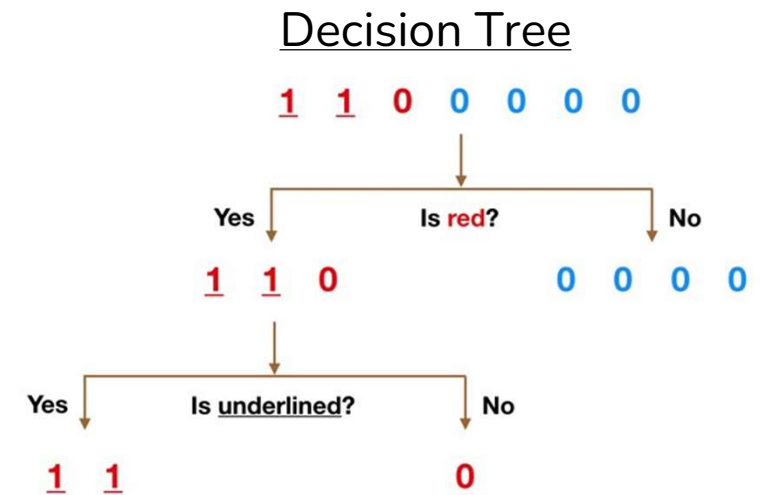 Decision Tree
1 1 0 0 0 0 0
Yes Is red? No
1 1 0 0 0 0 0
Yes Is underlined? No
1 1 0